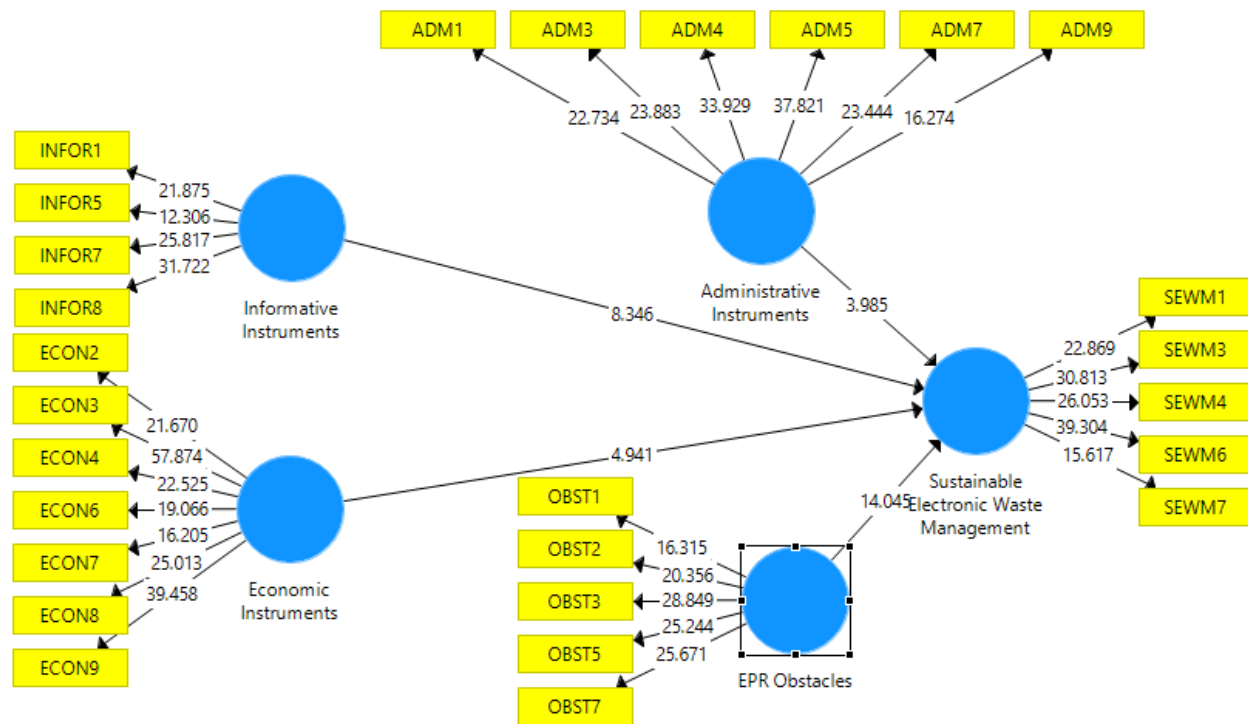 ADM1
ADM3
ADM4
ADM5
ADM7
ADM9
22.734
23.883
33.929
37.821
23.444
16.274
INFOR1
INFOR5
INFOR7
INFOR8
21.875
12.306
25.817
31.722
Informative
Instruments
Administrative
Instruments
8.346
3.985
ECON2
ECON3
ECON4
ECON6
ECON7
ECON8
ECON9
21.670
57.874
22.525
19.066
16.205
25.013
39.458
Economic
Instruments
4.941
SEWM1
SEWM3
SEWM4
SEWM6
SEWM7
22.869
30.813
26.053
39.304
15.617
Sustainable
Electronic Waste
Management
14.045
OBST1
OBST2
OBST3
OBST5
OBST7
16.315
20.356
28.849
25.244
25.671
EPR Obstacles